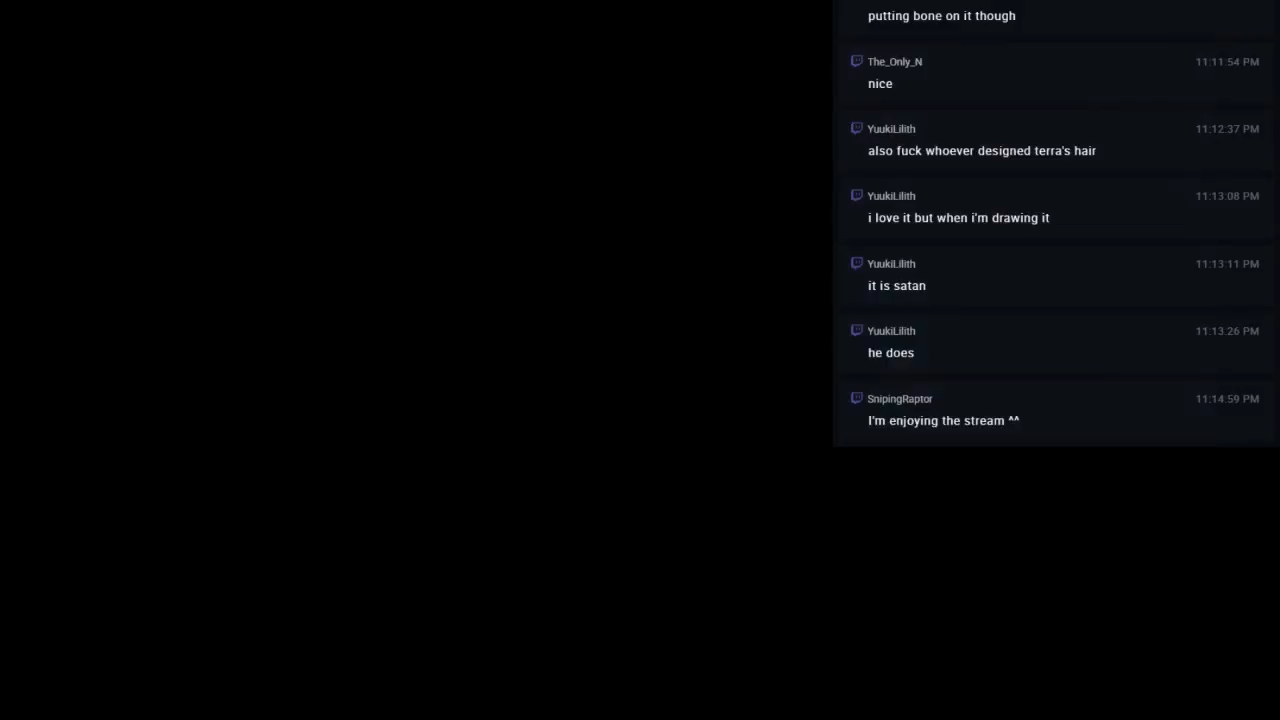 putting bone on it though
The_Only_N 11:11:54 PM
nice
YuukiLilith 11:12:37 PM
also fuck whoever designed terra's hair
YuukiLilith 11:13:08 PM
i love it but when i'm drawing it
YuukiLilith 11:13:11 PM
it is satan
YuukiLilith 11:13:26 PM
he does
SnipingRaptor 11:14:59 PM
I'm enjoying the stream ^^